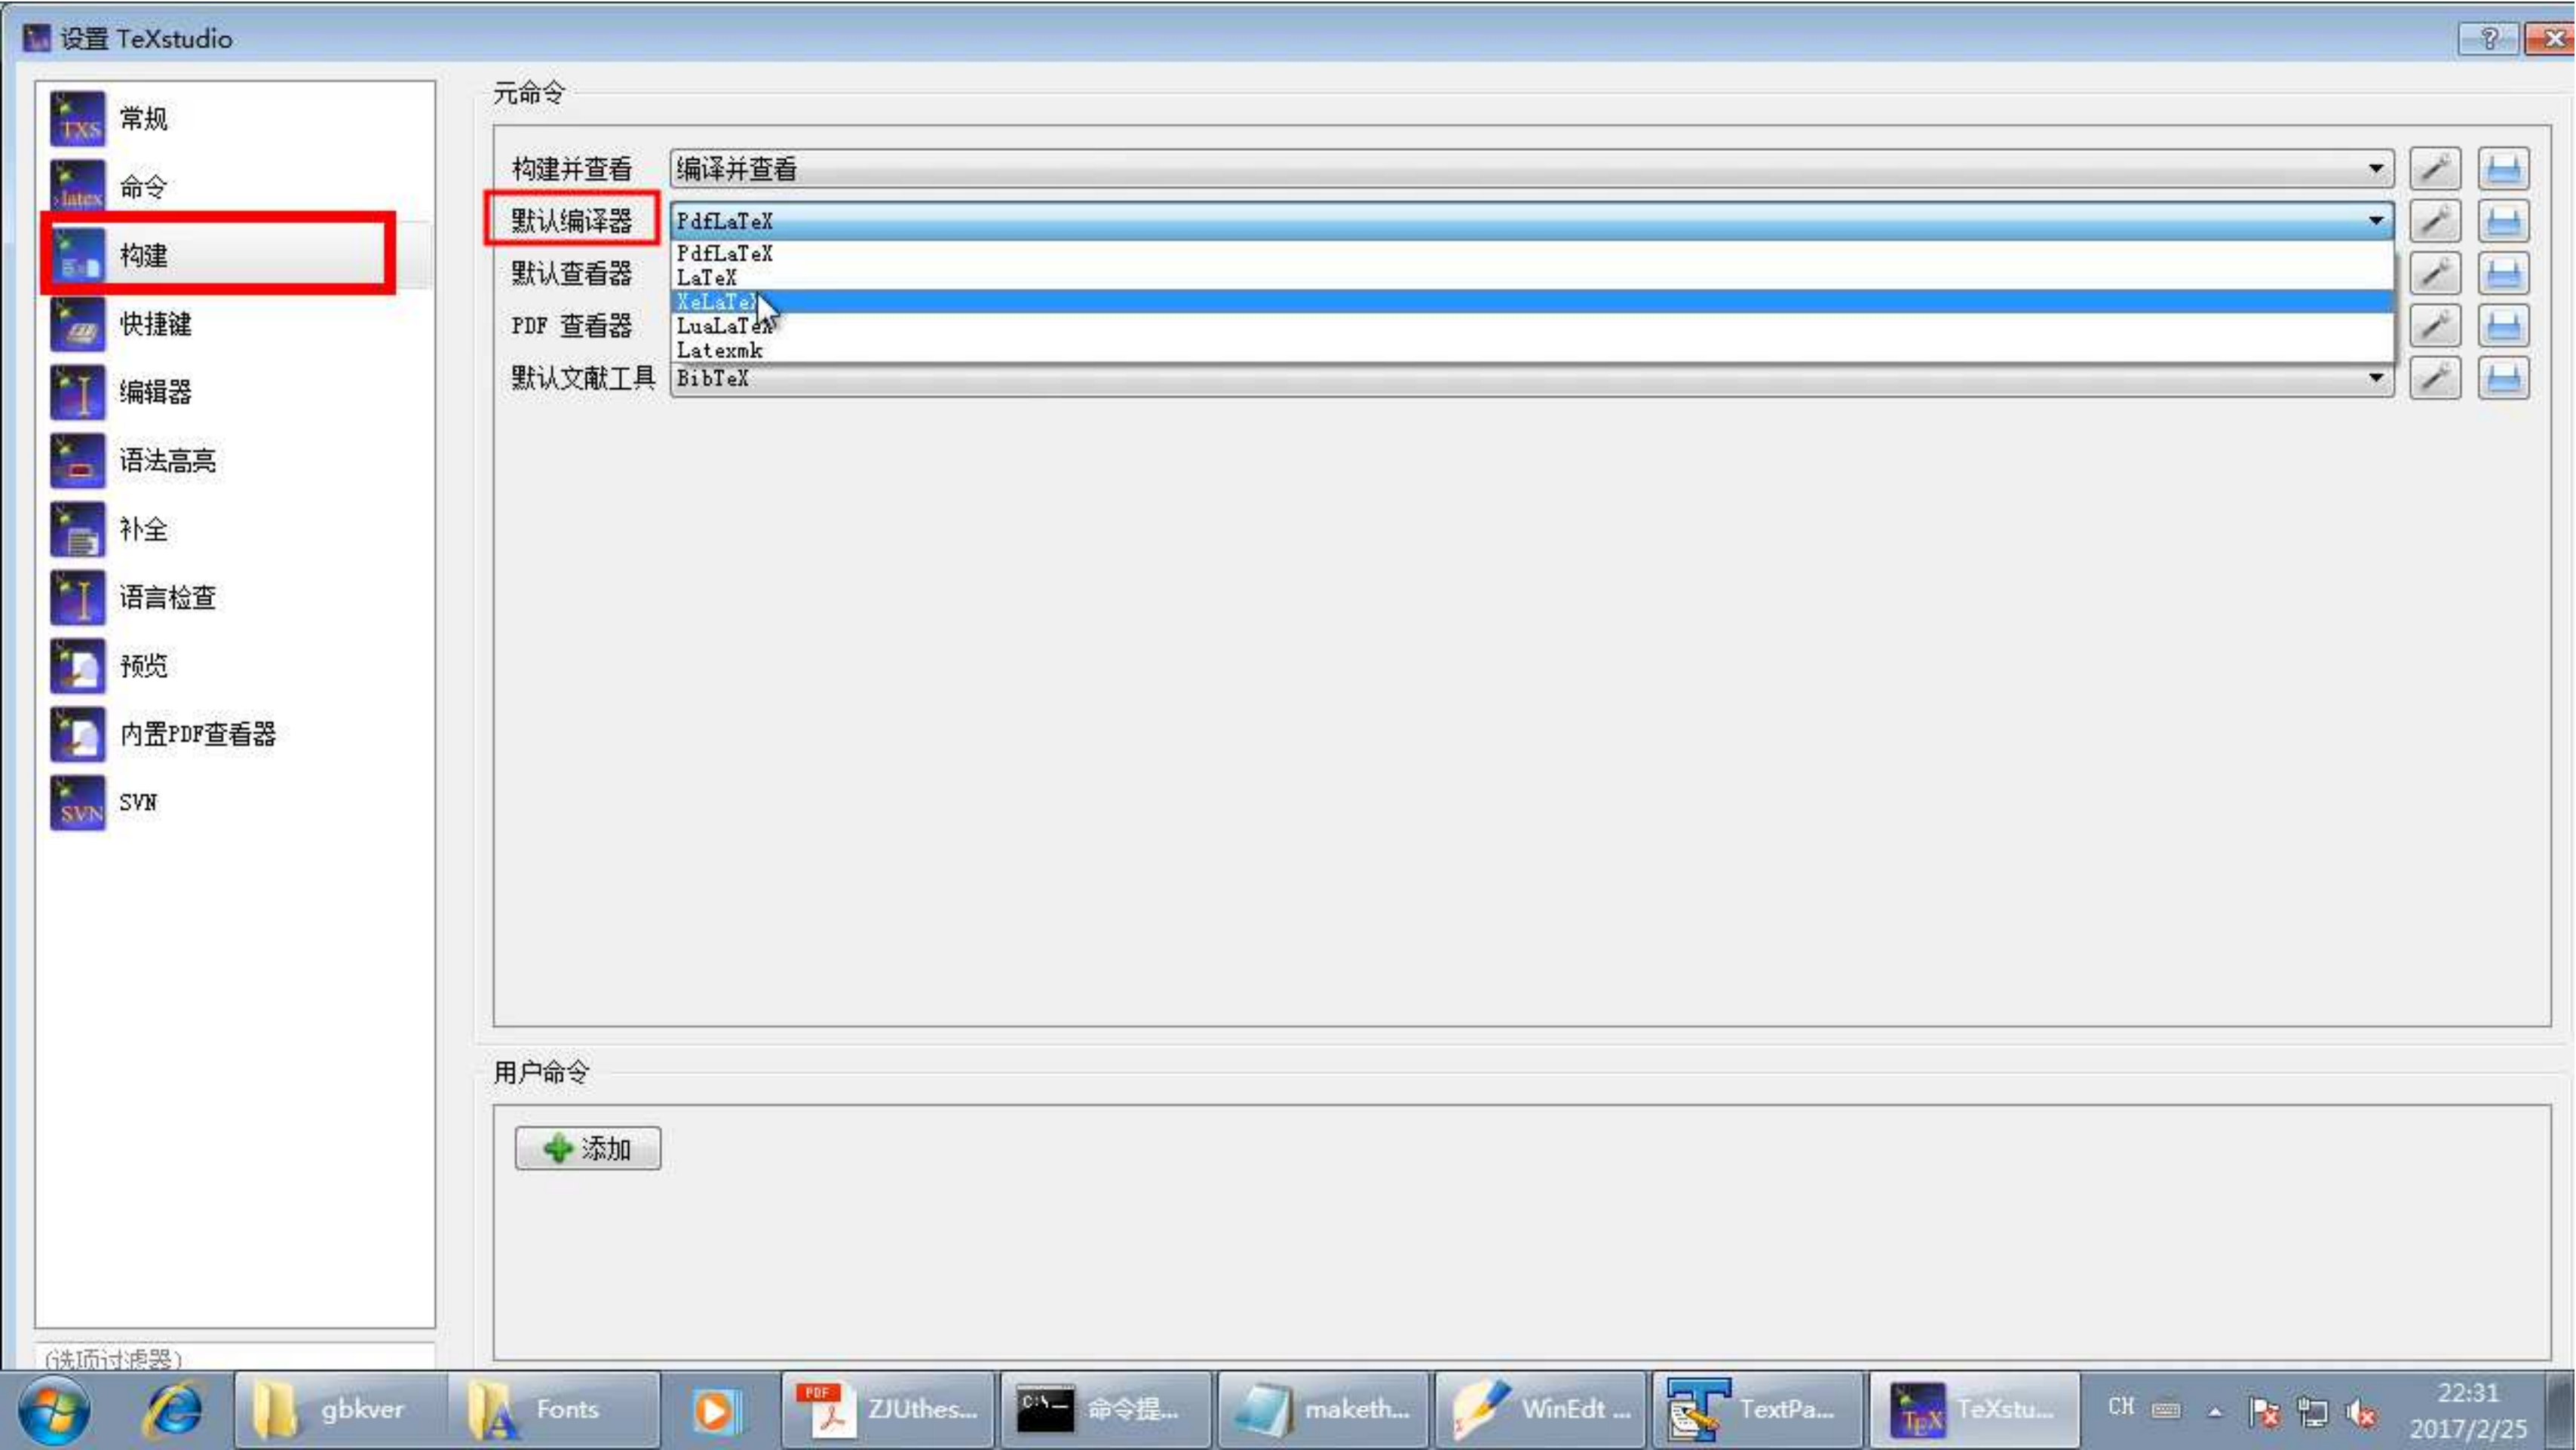 设置 TeXstudio
常规
命令
构建
快捷键
编辑器
语法高亮
补全
语言检查
预览
内置PDF查看器
SVN
(选项过滤器)
元命令
构建并查看 编译并查看
默认编译器 PdfLaTeX
PdfLaTeX
LaTeX
XeLaTeX
LuaLaTeX
Latexmk
默认查看器
PDF 查看器
默认文献工具 BibTeX
用户命令
添加
gbkver
Fonts
ZJUthes...
命令提...
maketh...
WinEdt ...
TextPa...
TeXstu...
CH
22:31
2017/2/25